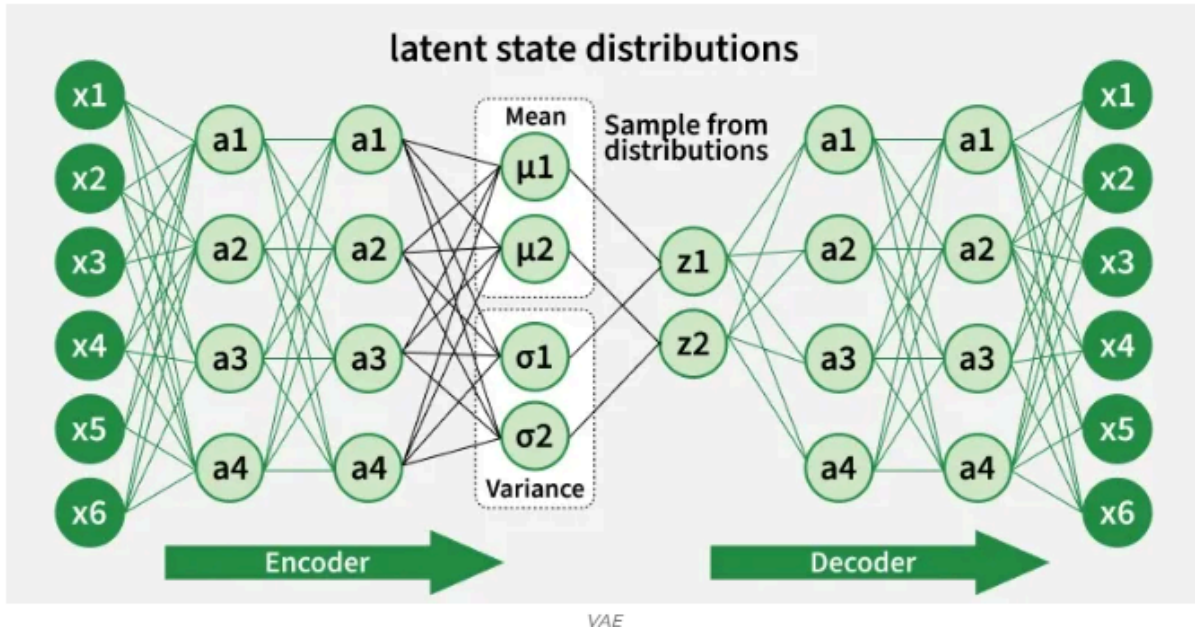 latent state distributions
x1
x2
x3
x4
x5
x6
a1
a2
a3
a4
a1
a2
a3
a4
Mean
μ1
μ2
σ1
σ2
Variance
Sample from
distributions
z1
z2
a1
a2
a3
a4
a1
a2
a3
a4
x1
x2
x3
x4
x5
x6
Encoder
Decoder
VAE